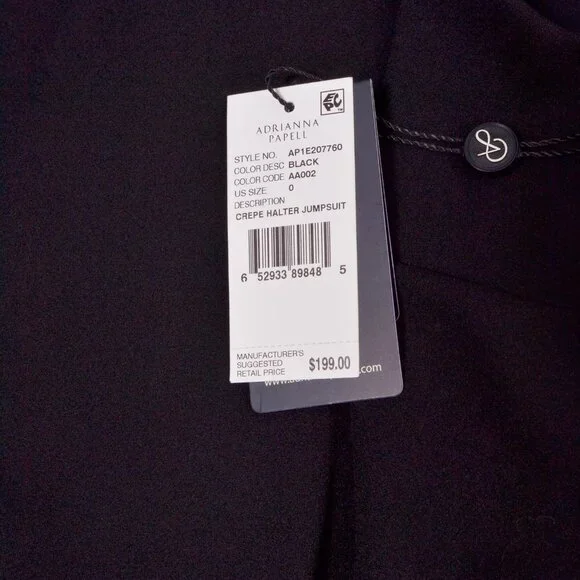 EPC
ADRIANNA
PAPELL
STYLE NO. AP1E207760
COLOR DESC BLACK
COLOR CODE AA002
US SIZE 0
DESCRIPTION
CREPE HALTER JUMPSUIT
6 52933 89848 5
MANUFACTURER'S
SUGGESTED
RETAIL PRICE $199.00